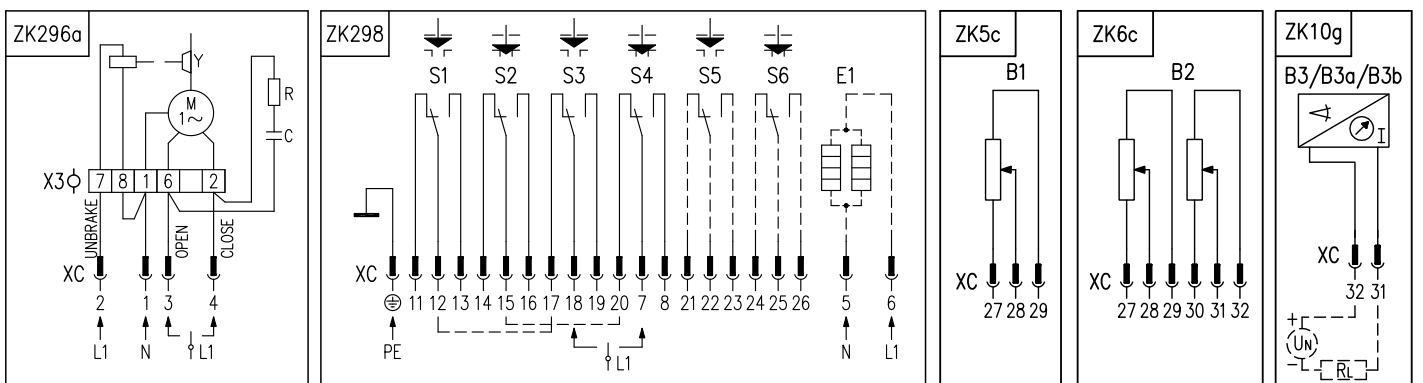 ZK296a
Y
M
1~
R
C
X3
7 8 1 6 2
UNBRAKE
OPEN
CLOSE
XC
2 1 3 4
L1 N L1
ZK298
S1 S2 S3 S4 S5 S6 E1
XC
11 12 13 14 15 16 17 18 19 20 7 8 21 22 23 24 25 26 5 6
PE L1 N L1
ZK5c
B1
XC
27 28 29
ZK6c
B2
XC
27 28 29 30 31 32
ZK10g
B3/B3a/B3b
I
XC
32 31
+
UN
-
RL